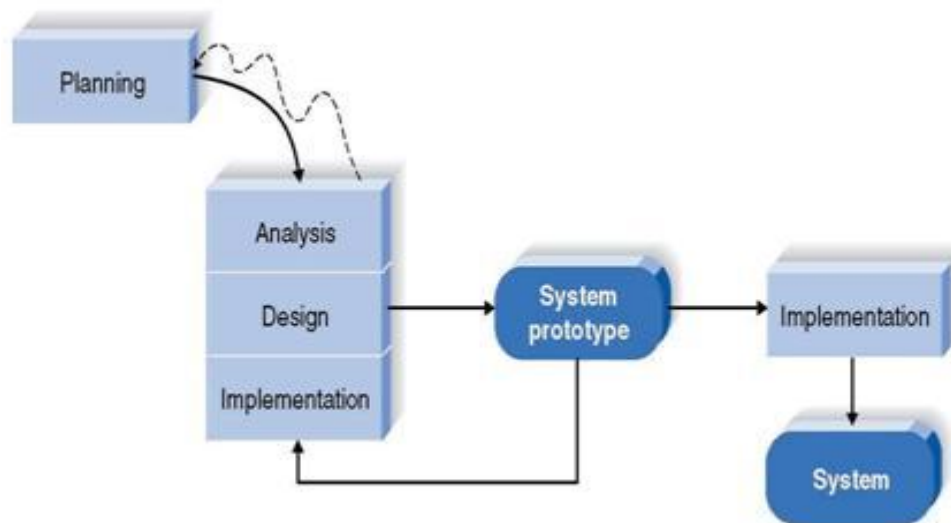 Planning
Analysis
Design
Implementation
System
prototype
Implementation
System